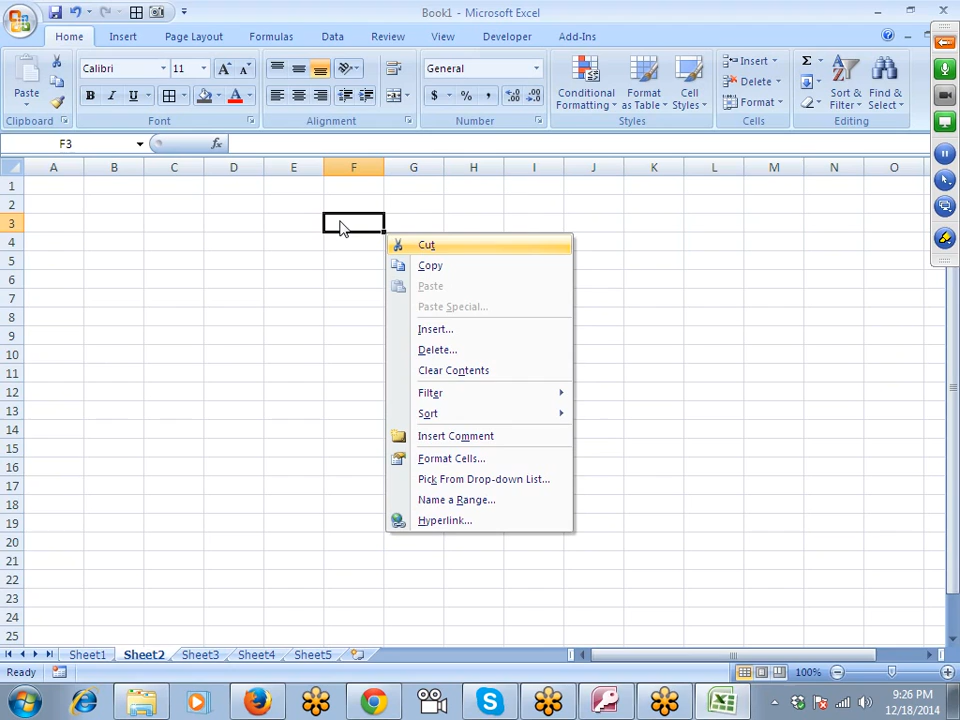 Book1 - Microsoft Excel
Home Insert Page Layout Formulas Data Review View Developer Add-Ins
Paste
Calibri 11
B I U
A A A
General
$ % ,
Conditional Formatting
Format as Table
Cell Styles
Insert
Delete
Format
Σ
Sort & Filter
Find & Select
Clipboard Font Alignment Number Styles Cells Editing
F3 fx
A B C D E F G H I J K L M N O
1
2
3
4
5
6
7
8
9
10
11
12
13
14
15
16
17
18
19
20
21
22
23
24
25
Cut
Copy
Paste
Paste Special...
Insert...
Delete...
Clear Contents
Filter
Sort
Insert Comment
Format Cells...
Pick From Drop-down List...
Name a Range...
Hyperlink...
Sheet1 Sheet2 Sheet3 Sheet4 Sheet5
Ready 100%
9:26 PM
12/18/2014